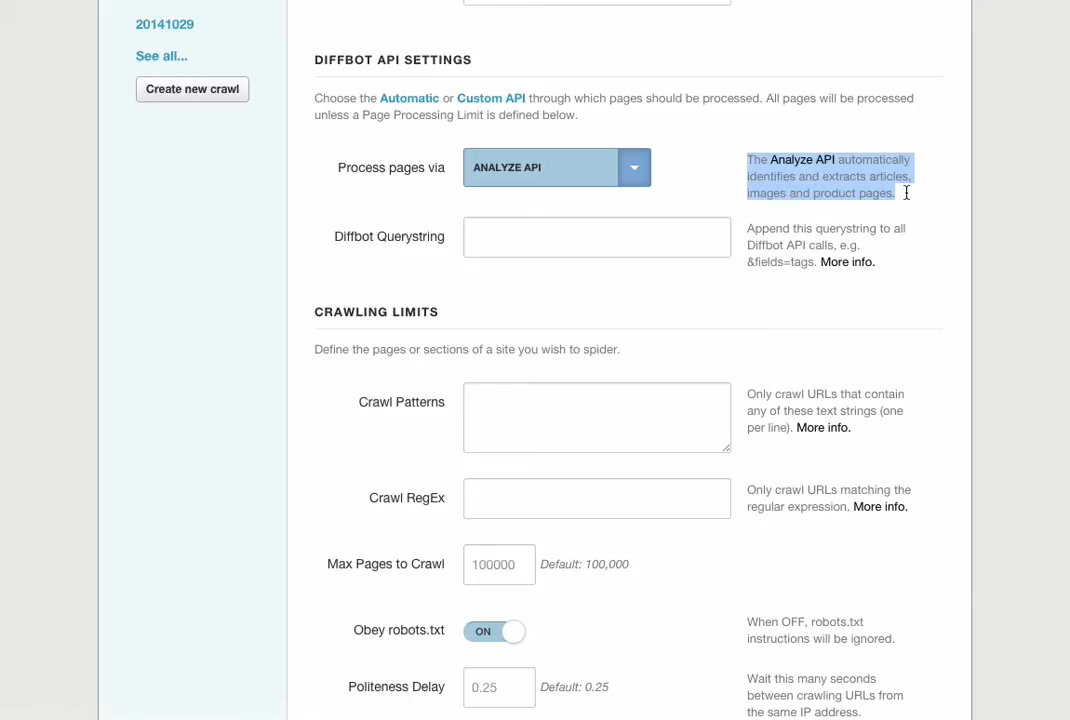 20141029
See all...
Create new crawl
DIFFBOT API SETTINGS
Choose the Automatic or Custom API through which pages should be processed. All pages will be processed
unless a Page Processing Limit is defined below.
Process pages via
ANALYZE API
The Analyze API automatically
identifies and extracts articles,
images and product pages.
Diffbot Querystring
Append this querystring to all
Diffbot API calls, e.g.
&fields=tags. More info.
CRAWLING LIMITS
Define the pages or sections of a site you wish to spider.
Crawl Patterns
Only crawl URLs that contain
any of these text strings (one
per line). More info.
Crawl RegEx
Only crawl URLs matching the
regular expression. More info.
Max Pages to Crawl
100000
Default: 100,000
Obey robots.txt
ON
When OFF, robots.txt
instructions will be ignored.
Politeness Delay
0.25
Default: 0.25
Wait this many seconds
between crawling URLs from
the same IP address.